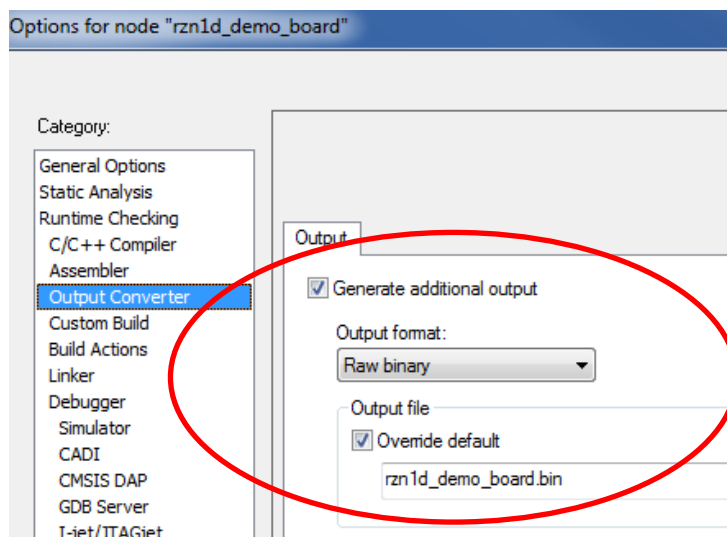 Options for node "rzn1d_demo_board"
Category:
General Options
Static Analysis
Runtime Checking
C/C++ Compiler
Assembler
Output Converter
Custom Build
Build Actions
Linker
Debugger
Simulator
CADI
CMSIS DAP
GDB Server
I-jet/JTAGjet
Output
Generate additional output
Output format:
Raw binary
Output file
Override default
rzn1d_demo_board.bin